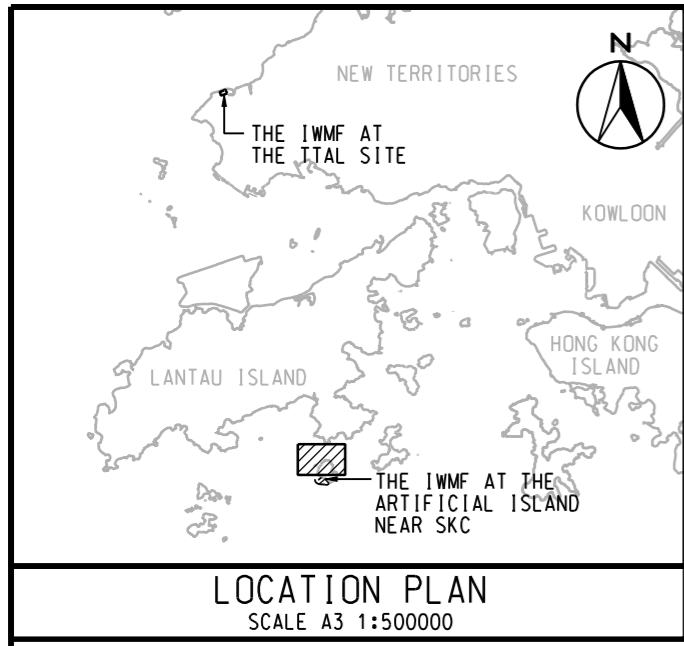 N
NEW TERRITORIES
THE IWMF AT
THE TTAL SITE
KOWLOON
HONG KONG
ISLAND
LANTAU ISLAND
THE IWMF AT THE
ARTIFICIAL ISLAND
NEAR SKC
LOCATION PLAN
SCALE A3 1:500000